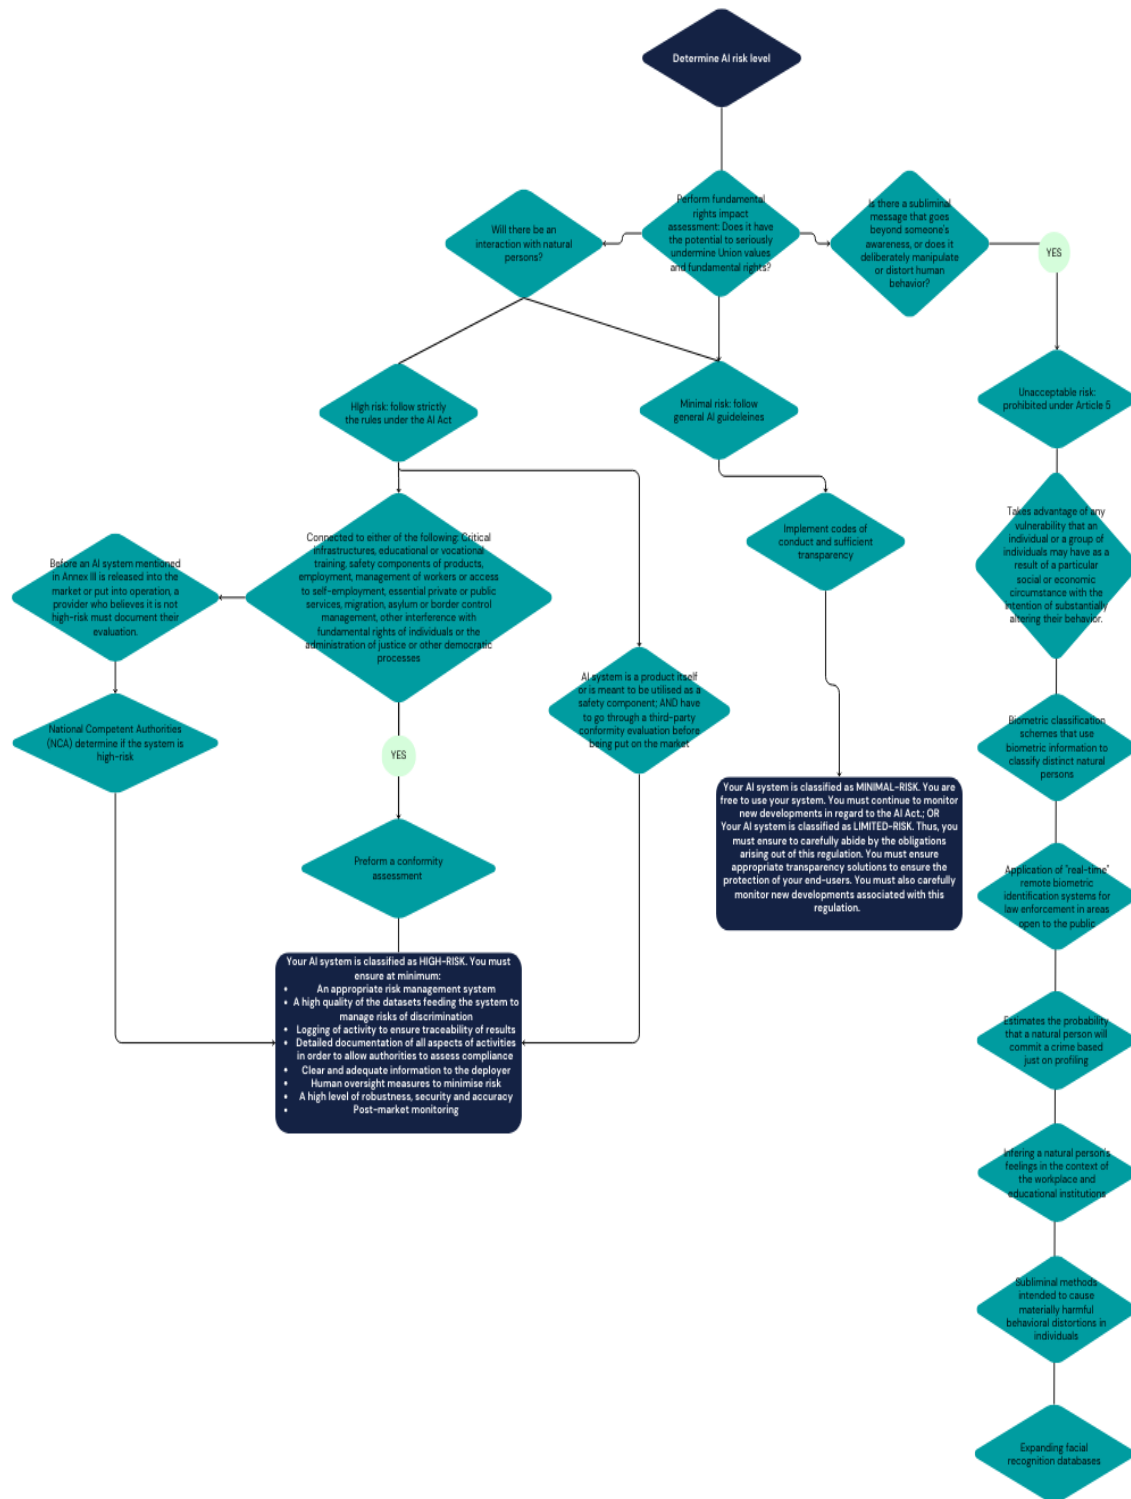 Determine AI risk level
Perform fundamental
rights impact
assessment: Does it have
the potential to seriously
undermine Union values
and fundamental rights?
Will there be an
interaction with natural
persons?
Is there a subliminal
message that goes
beyond someone's
awareness, or does it
deliberately manipulate
or distort human
behavior?
YES
High risk: follow strictly
the rules under the AI Act
Minimal risk: follow
general AI guideleines
Unacceptable risk:
prohibited under Article 5
Connected to either of the following: Critical
infrastructures, educational or vocational
training, safety components of products,
employment, management of workers or access
to self-employment, essential private or public
services, migration, asylum or border control
management, other interference with
fundamental rights of individuals or the
administration of justice or other democratic
processes
Before an AI system mentioned
in Annex III is released into the
market or put into operation, a
provider who believes it is not
high-risk must document their
evaluation.
National Competent Authorities
(NCA) determine if the system is
high-risk
YES
Preform a conformity
assessment
AI system is a product itself
or is meant to be utilised as a
safety component; AND have
to go through a third-party
conformity evaluation before
being put on the market
Implement codes of
conduct and sufficient
transparency
Your AI system is classified as MINIMAL-RISK. You are
free to use your system. You must continue to monitor
new developments in regard to the AI Act.; OR
Your AI system is classified as LIMITED-RISK. Thus, you
must ensure to carefully abide by the obligations
arising out of this regulation. You must ensure
appropriate transparency solutions to ensure the
protection of your end-users. You must also carefully
monitor new developments associated with this
regulation.
Your AI system is classified as HIGH-RISK. You must
ensure at minimum:
• An appropriate risk management system
• A high quality of the datasets feeding the system to
manage risks of discrimination
• Logging of activity to ensure traceability of results
• Detailed documentation of all aspects of activities
in order to allow authorities to assess compliance
• Clear and adequate information to the deployer
• Human oversight measures to minimise risk
• A high level of robustness, security and accuracy
• Post-market monitoring
Takes advantage of any
vulnerability that an
individual or a group of
individuals may have as a
result of a particular
social or economic
circumstance with the
intention of substantially
altering their behavior.
Biometric classification
schemes that use
biometric information to
classify distinct natural
persons
Application of "real-time"
remote biometric
identification systems for
law enforcement in areas
open to the public
Estimates the probability
that a natural person will
commit a crime based
just on profiling
Infering a natural person's
feelings in the context of
the workplace and
educational institutions
Subliminal methods
intended to cause
materially harmful
behavioral distortions in
individuals
Expanding facial
recognition databases